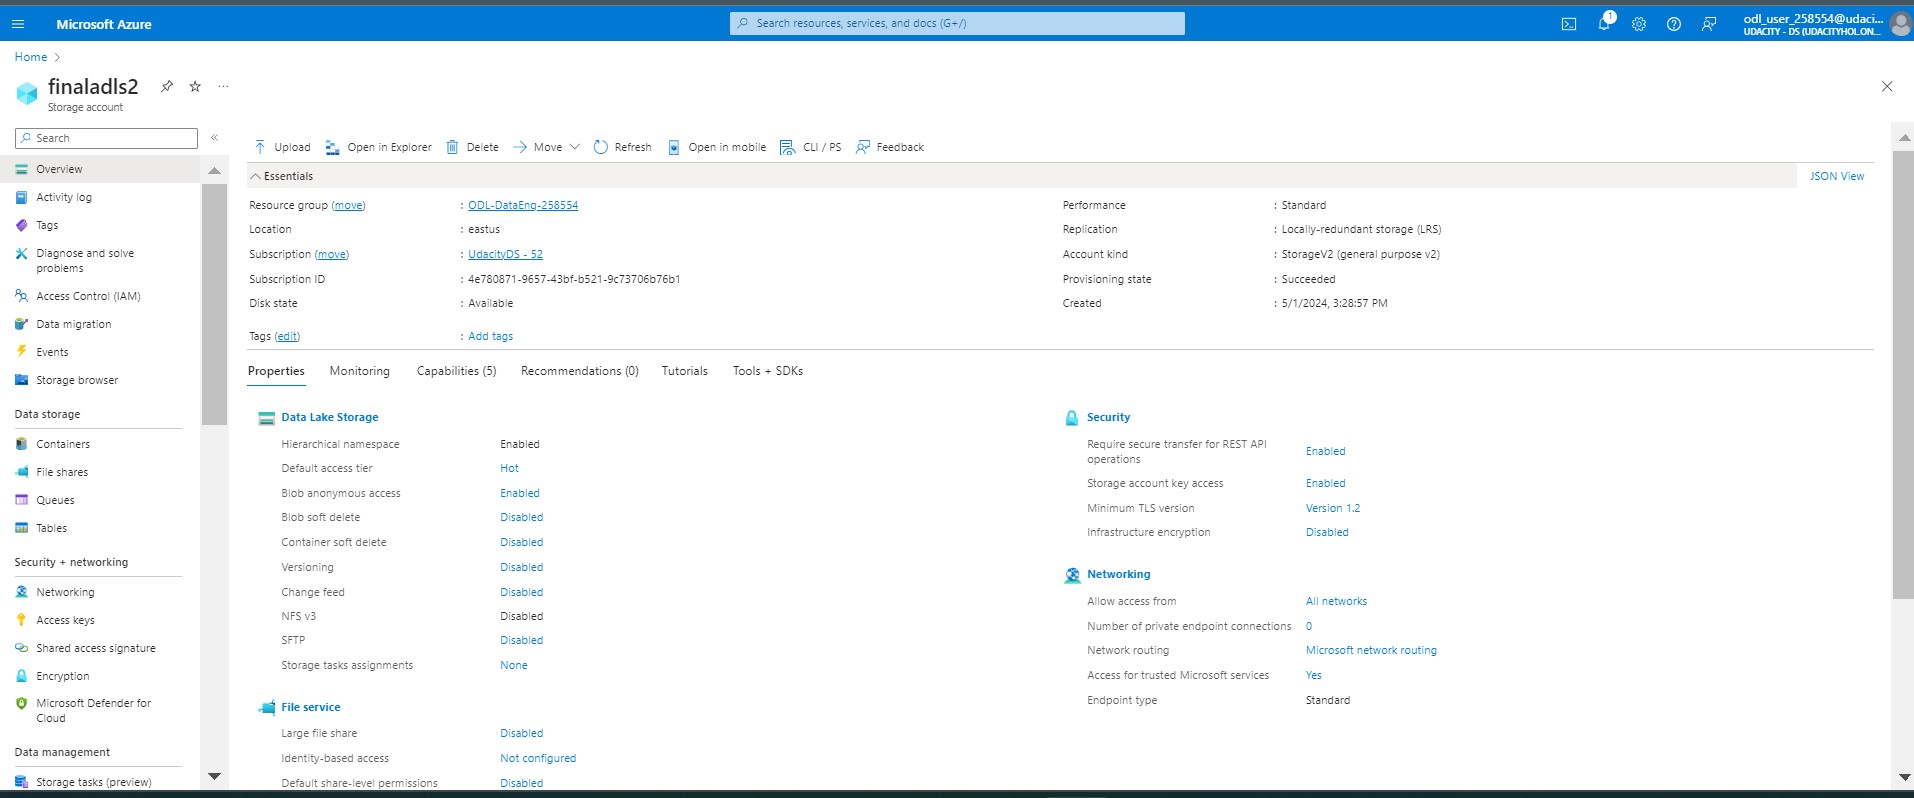 Microsoft Azure
Search resources, services, and docs (G+/)
1
odl_user_258554@udaci...
UDACITY - DS (UDACITYHOL.ON...
Home >
finaladls2
Storage account
Search
Overview
Activity log
Tags
Diagnose and solve
problems
Access Control (IAM)
Data migration
Events
Storage browser
Data storage
Containers
File shares
Queues
Tables
Security + networking
Networking
Access keys
Shared access signature
Encryption
Microsoft Defender for
Cloud
Data management
Storage tasks (preview)
Upload Open in Explorer Delete Move Refresh Open in mobile CLI / PS Feedback
Essentials
JSON View
Resource group (move) : ODL-DataEng-258554
Location : eastus
Subscription (move) : UdacityDS - 52
Subscription ID : 4e780871-9657-43bf-b521-9c73706b76b1
Disk state : Available
Tags (edit) : Add tags
Performance : Standard
Replication : Locally-redundant storage (LRS)
Account kind : StorageV2 (general purpose v2)
Provisioning state : Succeeded
Created : 5/1/2024, 3:28:57 PM
Properties Monitoring Capabilities (5) Recommendations (0) Tutorials Tools + SDKs
Data Lake Storage
Hierarchical namespace Enabled
Default access tier Hot
Blob anonymous access Enabled
Blob soft delete Disabled
Container soft delete Disabled
Versioning Disabled
Change feed Disabled
NFS v3 Disabled
SFTP Disabled
Storage tasks assignments None
File service
Large file share Disabled
Identity-based access Not configured
Default share-level permissions Disabled
Security
Require secure transfer for REST API
operations Enabled
Storage account key access Enabled
Minimum TLS version Version 1.2
Infrastructure encryption Disabled
Networking
Allow access from All networks
Number of private endpoint connections 0
Network routing Microsoft network routing
Access for trusted Microsoft services Yes
Endpoint type Standard